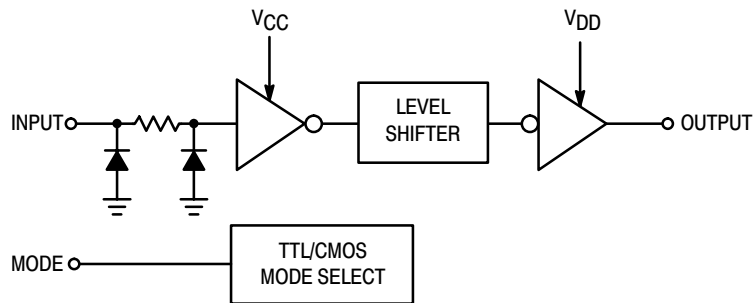 VCC
VDD
INPUT
LEVEL
SHIFTER
OUTPUT
MODE
TTL/CMOS
MODE SELECT